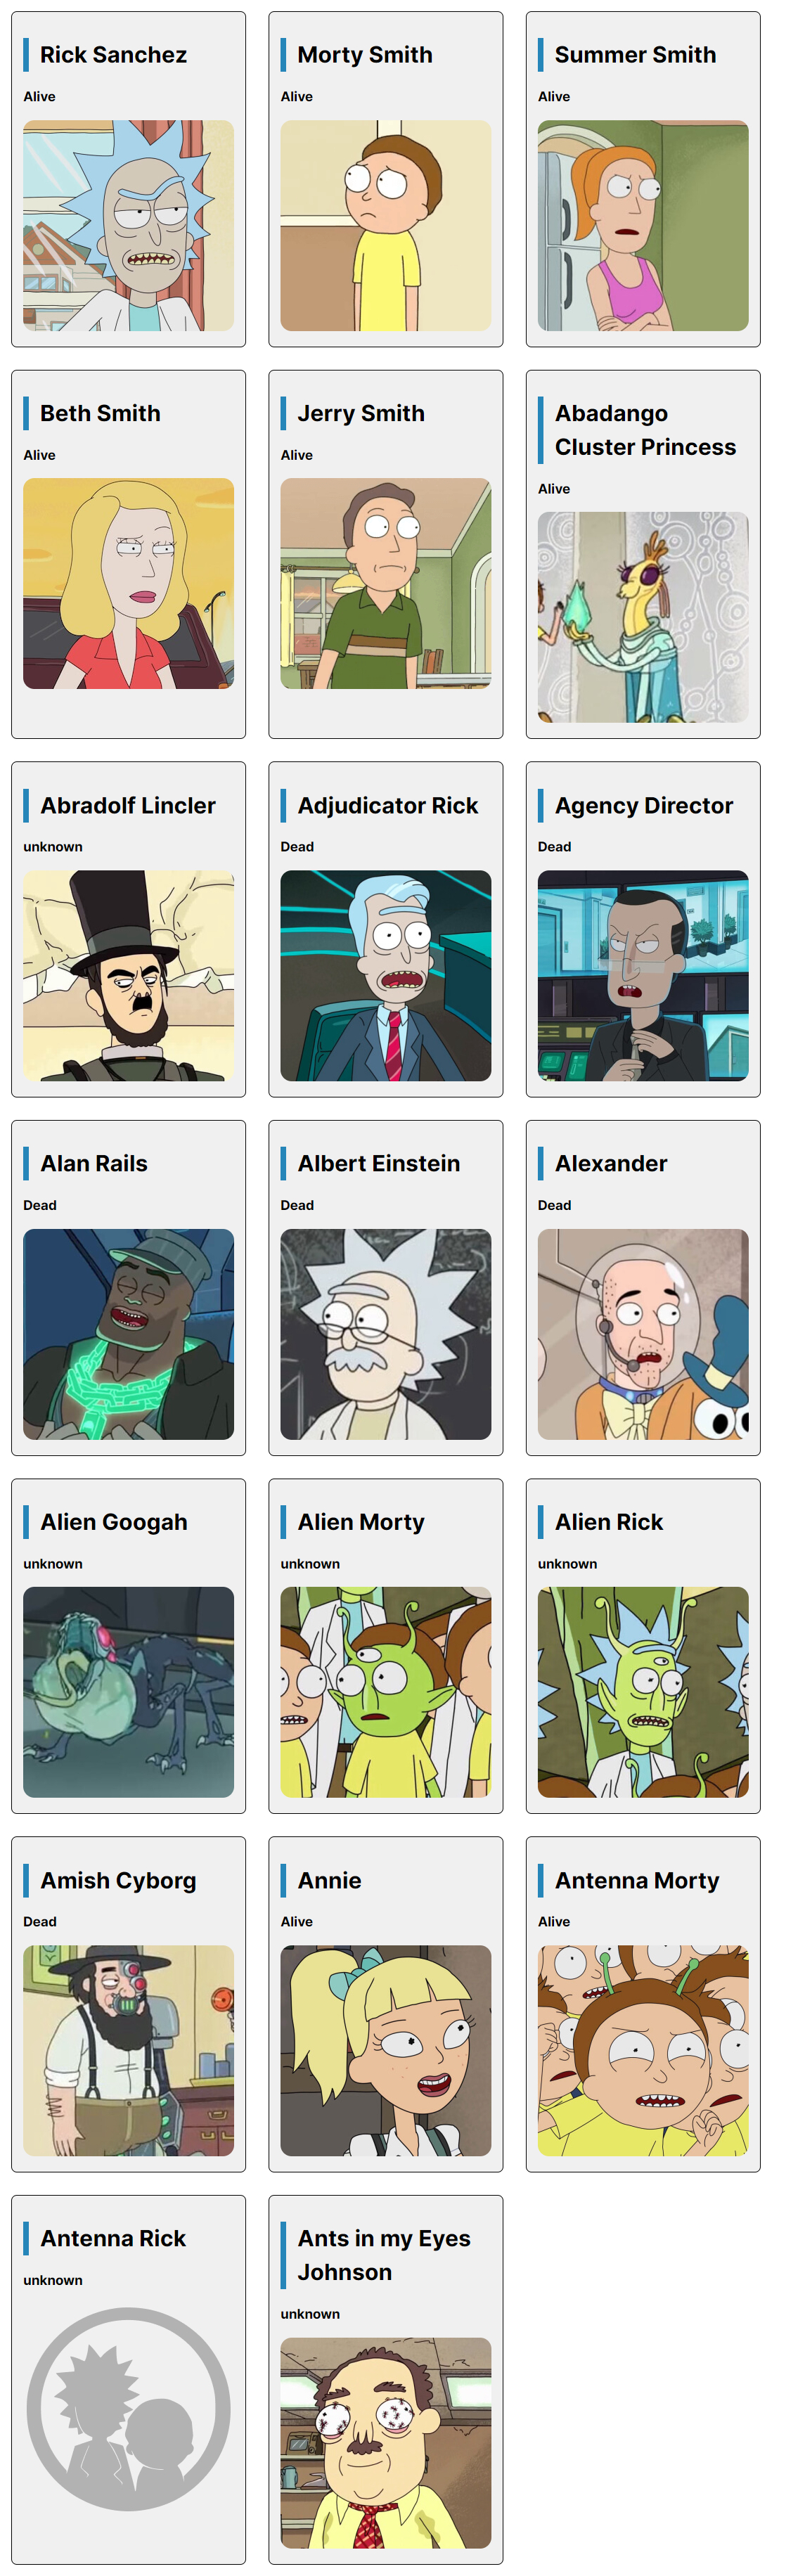 Rick Sanchez
Alive
Morty Smith
Alive
Summer Smith
Alive
Beth Smith
Alive
Jerry Smith
Alive
Abadango
Cluster Princess
Alive
Abradolf Lincler
unknown
Adjudicator Rick
Dead
Agency Director
Dead
Alan Rails
Dead
Albert Einstein
Dead
Alexander
Dead
Alien Googah
unknown
Alien Morty
unknown
Alien Rick
unknown
Amish Cyborg
Dead
Annie
Alive
Antenna Morty
Alive
Antenna Rick
unknown
Ants in my Eyes
Johnson
unknown